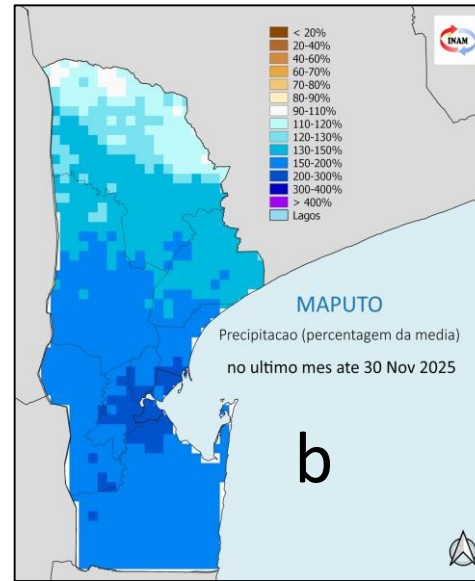 < 20%
20-40%
40-60%
60-70%
70-80%
80-90%
90-110%
110-120%
120-130%
130-150%
150-200%
200-300%
300-400%
> 400%
Lagos
INAM
MAPUTO
Precipitacao (percentagem da media)
no ultimo mes ate 30 Nov 2025
b